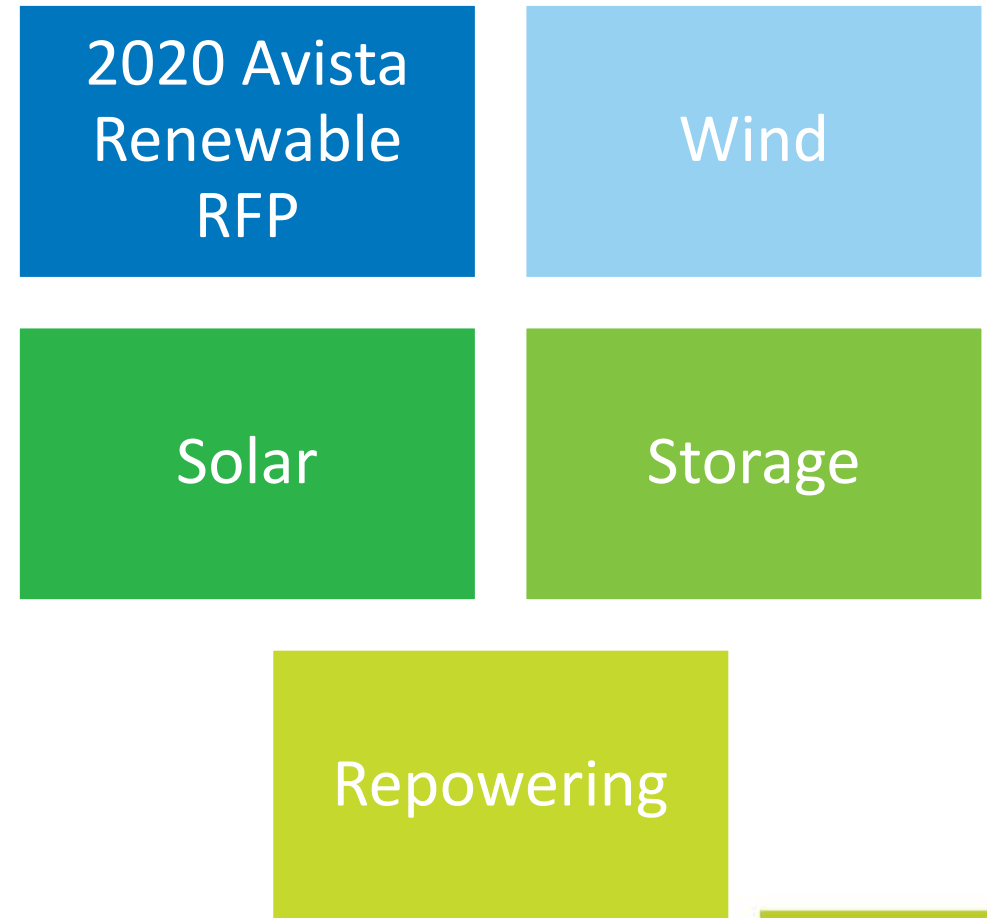 2020 Avista
Renewable
RFP
Wind
Solar
Storage
Repowering